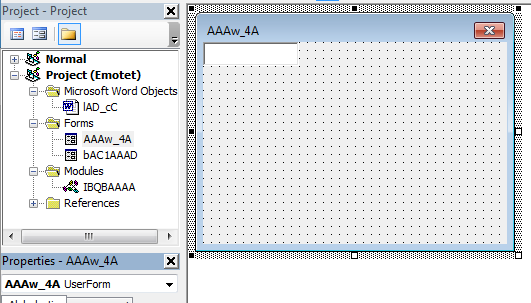 Project - Project
Normal
Project (Emotet)
Microsoft Word Objects
lAD_cC
Forms
AAAw_4A
bAC1AAAD
Modules
IBQBAAAA
References
Properties - AAAw_4A
AAAw_4A UserForm
AAAw_4A